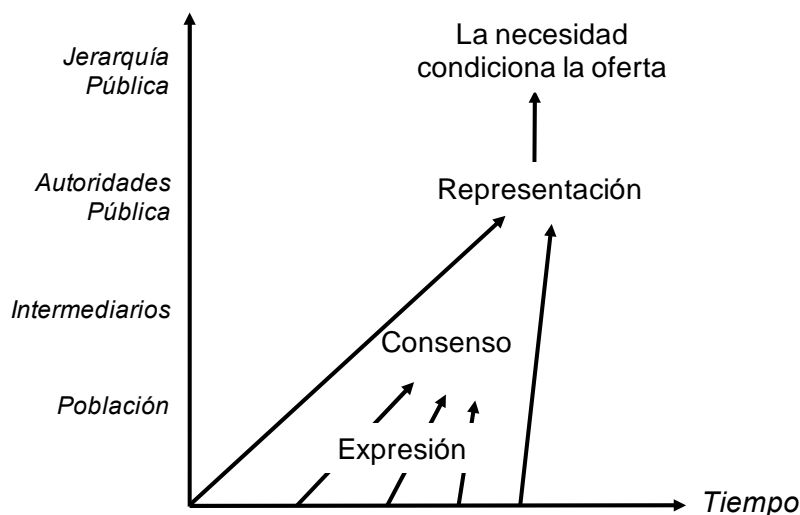 Jerarquía
Pública
La necesidad
condiciona la oferta
Autoridades
Pública
Representación
Intermediarios
Consenso
Población
Expresión
Tiempo